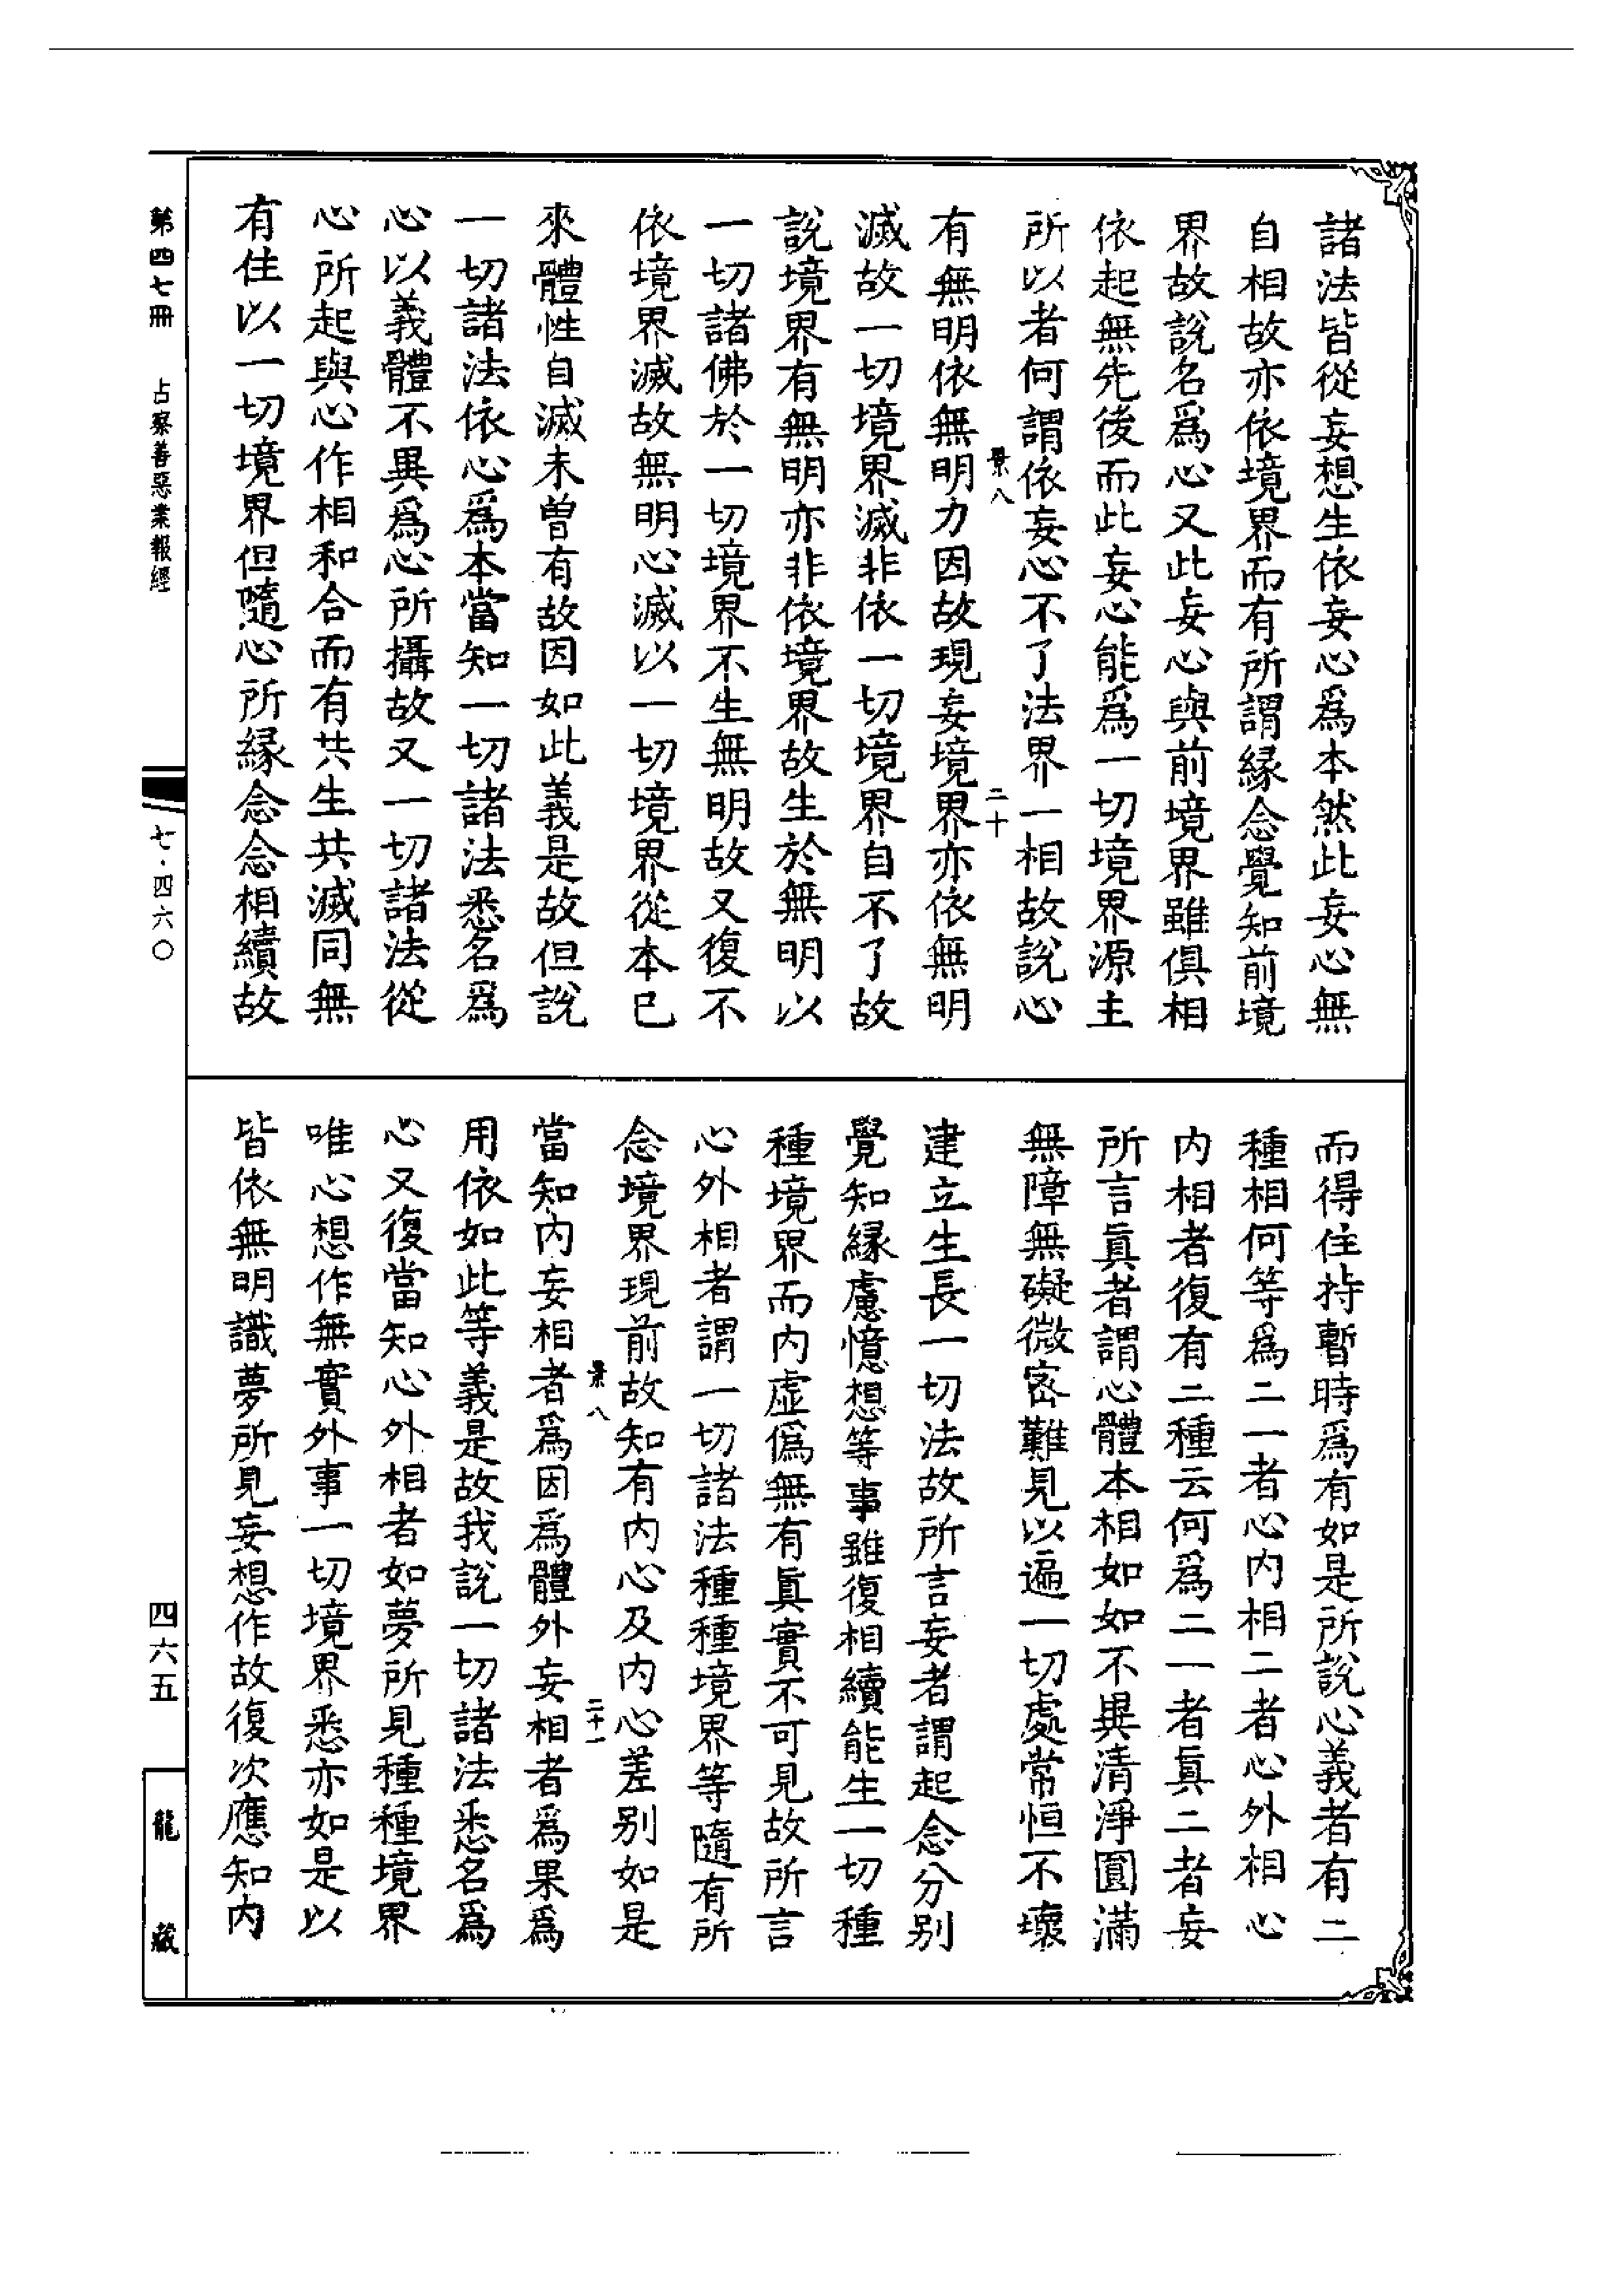 諸法皆從妄想生依妄心爲本然此妄心無
自相故亦依境界而有所謂縁念覺知前境
界故說名爲心又此妄心與前境界雖俱相
依起無先後而此妄心能爲一切境界源主
所以者何謂依妄心不了法界一相故說心
景八
二十
有無明依無明力因故現妄境界亦依無明
滅故一切境界滅非依一切境界自不了故
說境界有無明亦非依境界故生於無明以
一切諸佛於一切境界不生無明故又復不
依境界滅故無明心滅以一切境界從本已
來體性自滅未曽有故因如此義是故但說
一切諸法依心爲本當知一切諸法悉名爲
心以義體不異爲心所攝故又一切諸法從
心所起與心作相和合而有共生共滅同無
有住以一切境界但隨心所縁念念相續故
而得住持暫時爲有如是所說心義者有二
種相何等爲二一者心内相二者心外相心
内相者復有二種云何爲二一者眞二者妄
所言眞者謂心體本相如如不異清淨圓滿
無障無礙微密難見以遍一切處常恒不壞
建立生長一切法故所言妄者謂起念分别
覺知縁慮憶想等事雖復相續能生一切種
種境界而内虚僞無有眞實不可見故所言
心外相者謂一切諸法種種境界等隨有所
念境界現前故知有内心及内心差别如是
景八
二十一
當知内妄相者爲因爲體外妄相者爲果爲
用依如此等義是故我說一切諸法悉名爲
心又復當知心外相者如夢所見種種境界
唯心想作無實外事一切境界悉亦如是以
皆依無明識夢所見妄想作故復次應知内
第四七冊
占察善惡業報經
七·四六〇
四六五
龍藏